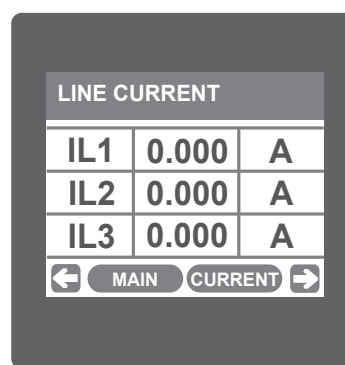 LINE CURRENT
IL1 0.000 A
IL2 0.000 A
IL3 0.000 A
MAIN CURRENT